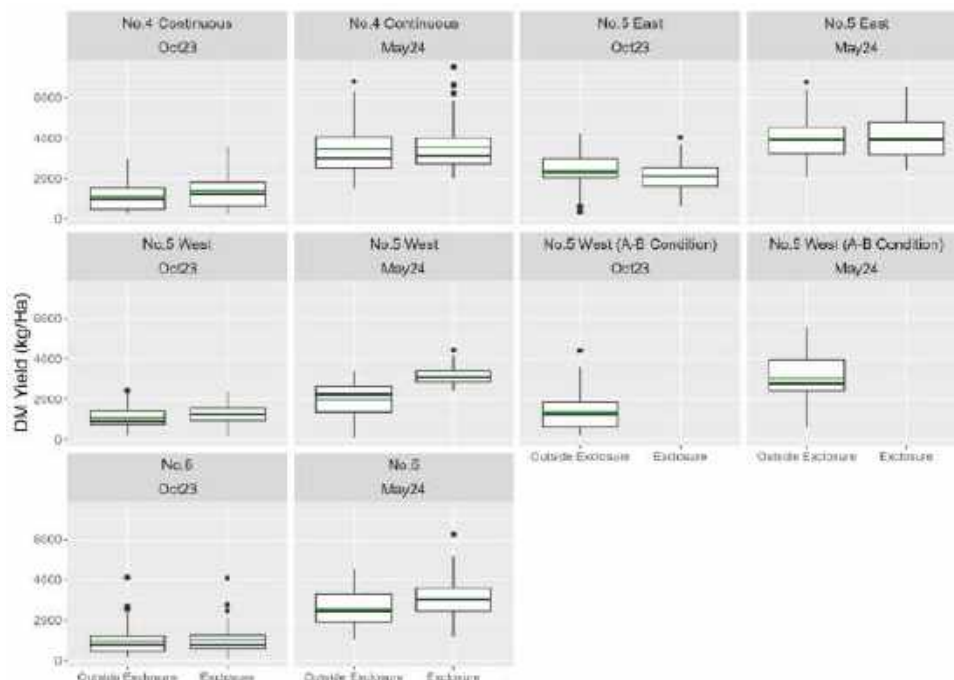 No.4 Continuous
Oct23
No.4 Continuous
May24
No.5 East
Oct23
No.5 East
May24
6000
4000
2000
0
No.5 West
Oct23
No.5 West
May24
No.5 West (A-B Condition)
Oct23
No.5 West (A-B Condition)
May24
DM Yield (kg/Ha)
6000
4000
2000
0
Outside Exclosure
Exclosure
Outside Exclosure
Exclosure
No.6
Oct23
May24
6000
4000
2000
0
Outside Exclosure
Exclosure
Outside Exclosure
Exclosure